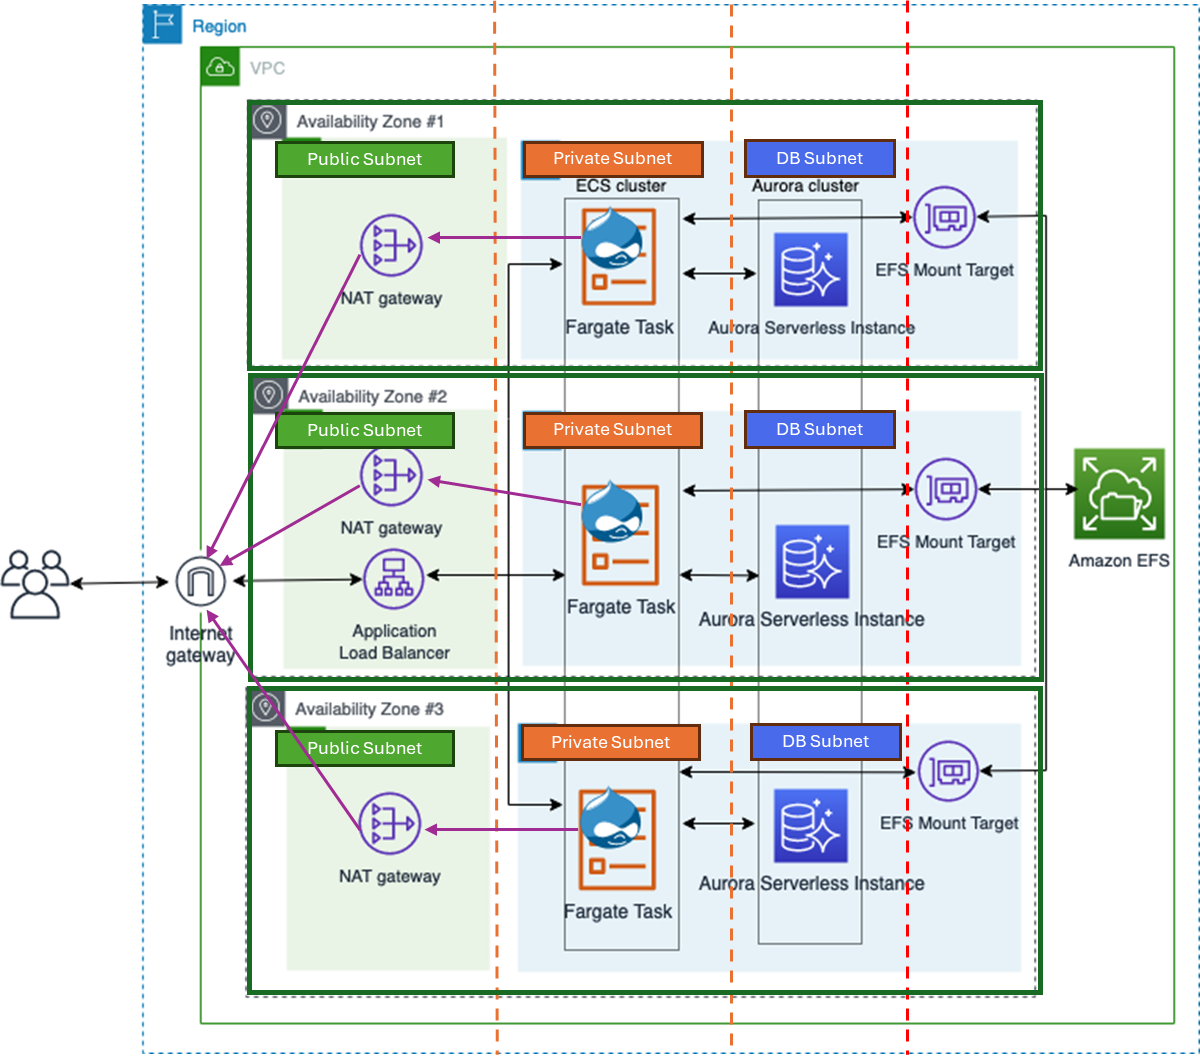 Region
VPC
Availability Zone #1
Public Subnet
Private Subnet
DB Subnet
ECS cluster
Aurora cluster
NAT gateway
EFS Mount Target
Fargate Task
Aurora Serverless Instance
Availability Zone #2
Public Subnet
Private Subnet
DB Subnet
NAT gateway
EFS Mount Target
Amazon EFS
Fargate Task
Aurora Serverless Instance
Internet
gateway
Application
Load Balancer
Availability Zone #3
Public Subnet
Private Subnet
DB Subnet
NAT gateway
EFS Mount Target
Fargate Task
Aurora Serverless Instance